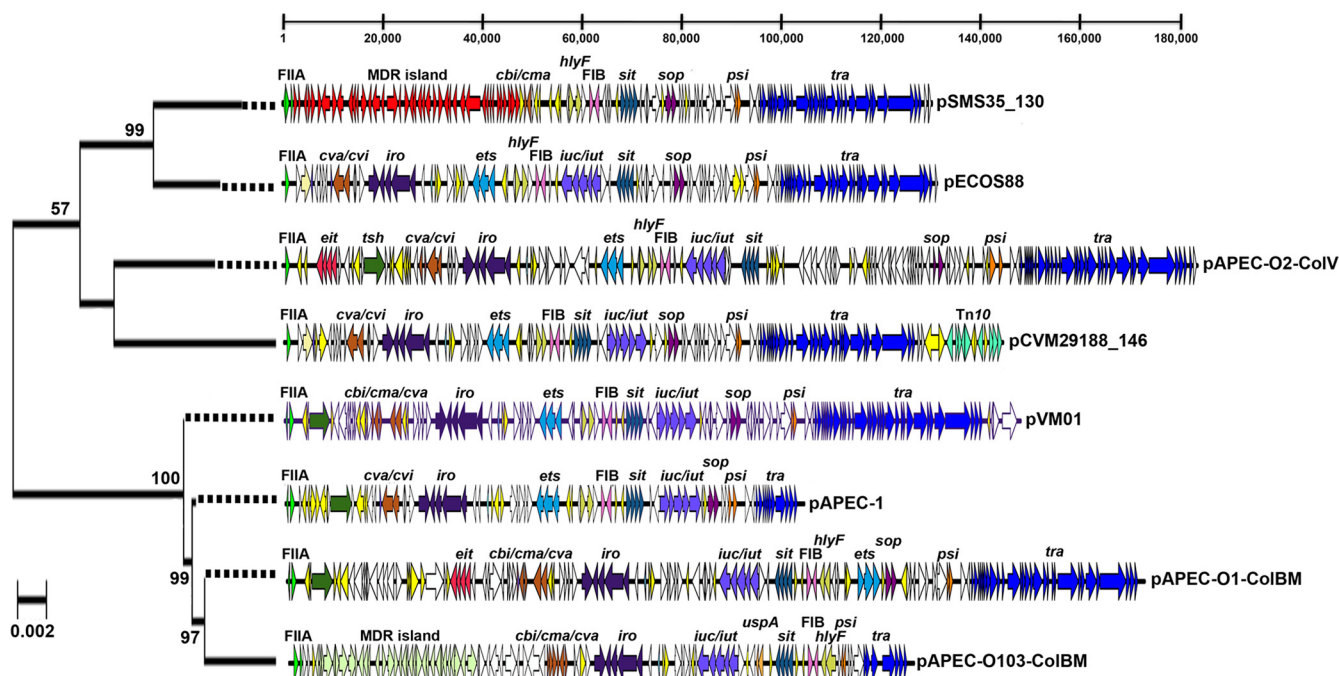 1 20,000 40,000 60,000 80,000 100,000 120,000 140,000 160,000 180,000
hlyF
FIIA MDR island cbi/cma FIB sit sop psi tra
pSMS35_130
99
hlyF
FIIA cva/cvi iro ets FIB iuc/iut sit sop psi tra
pECOS88
57
hlyF
FIIA eit tsh cva/cvi iro ets FIB iuc/iut sit sop psi tra
pAPEC-O2-ColV
FIIA cva/cvi iro ets FIB sit iuc/iut sop psi tra Tn10
pCVM29188_146
FIIA cbi/cma/cva iro ets FIB sit iuc/iut sop psi tra
pVM01
100
sop
FIIA cva/cvi iro ets FIB sit iuc/iut psi tra
pAPEC-1
hlyF sop
FIIA eit cbi/cma/cva iro iuc/iut sit FIB ets psi tra
pAPEC-O1-ColBM
99
0.002
97
uspA FIB psi
FIIA MDR island cbi/cma/cva iro iuc/iut sit hlyF tra
pAPEC-O103-ColBM